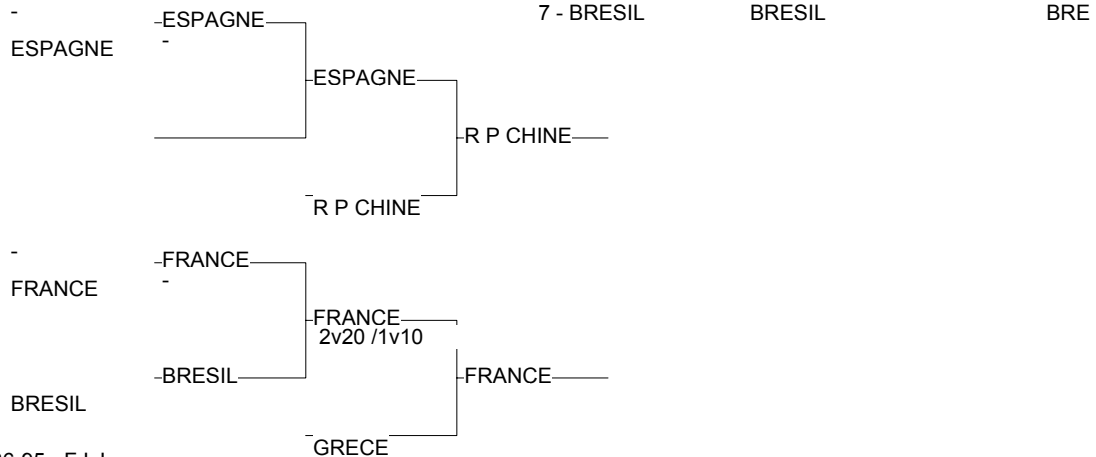 - -ESPAGNE 7 - BRESIL BRESIL BRE
ESPAGNE -
-ESPAGNE
-R P CHINE
R P CHINE
- -FRANCE
FRANCE -
-FRANCE
2v20 /1v10
-BRESIL -FRANCE
BRESIL
GRECE